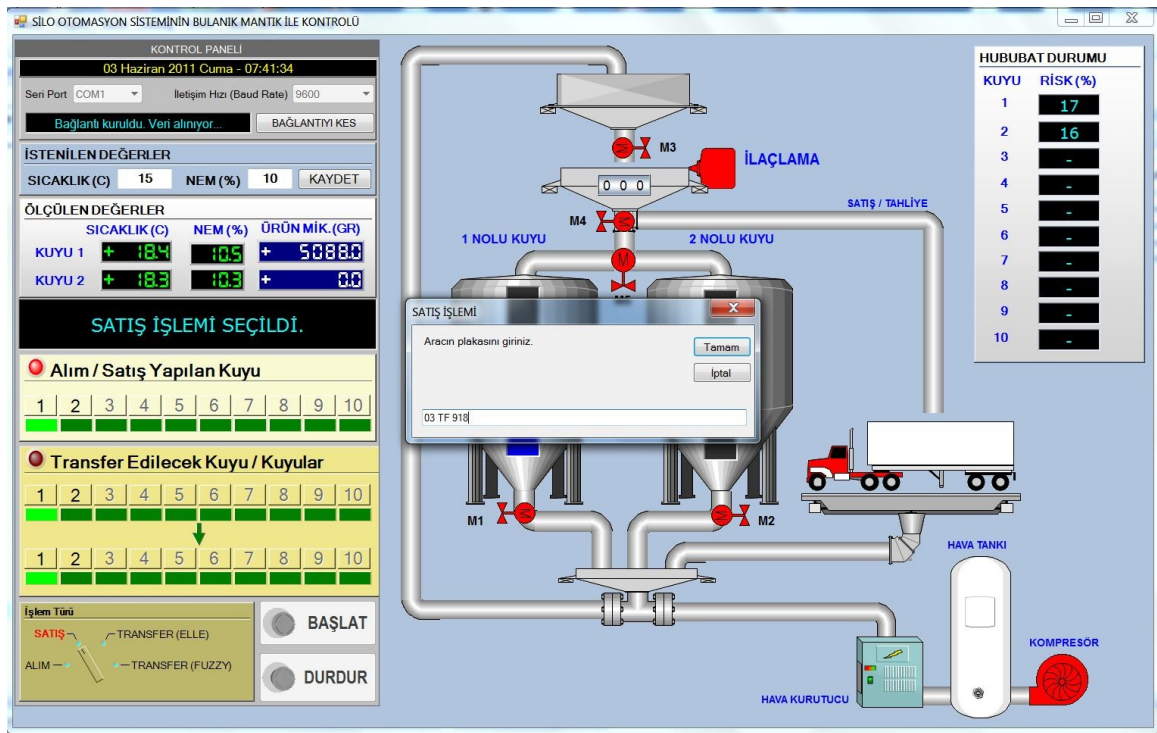 SİLO OTOMASYON SİSTEMİNİN BULANIK MANTIK İLE KONTROLÜ
KONTROL PANELİ
03 Haziran 2011 Cuma - 07:41:34
Seri Port COM1 İletişim Hızı (Baud Rate) 9600
Bağlantı kuruldu. Veri alınıyor... BAĞLANTIYI KES
İSTENİLEN DEĞERLER
SICAKLIK (C) 15 NEM (%) 10 KAYDET
ÖLÇÜLEN DEĞERLER
SICAKLIK (C) NEM (%) ÜRÜN MİK. (GR)
KUYU 1 + 18.4 10.5 + 5088.0
KUYU 2 + 18.3 10.3 + 0.0
SATIŞ İŞLEMİ SEÇİLDİ.
Alım / Satış Yapılan Kuyu
1 2 3 4 5 6 7 8 9 10
Transfer Edilecek Kuyu / Kuyular
1 2 3 4 5 6 7 8 9 10
1 2 3 4 5 6 7 8 9 10
İşlem Türü
SATIŞ TRANSFER (ELLE)
ALIM TRANSFER (FUZZY)
BAŞLAT
DURDUR
M3
İLAÇLAMA
0 0 0
M4
SATIŞ / TAHLİYE
1 NOLU KUYU 2 NOLU KUYU
M
SATIŞ İŞLEMİ
Aracın plakasını giriniz.
Tamam
İptal
03 TF 918
M1 M2
HAVA TANKI
KOMPRESÖR
HAVA KURUTUCU
HUBUBAT DURUMU
KUYU RİSK (%)
1 17
2 16
3 -
4 -
5 -
6 -
7 -
8 -
9 -
10 -